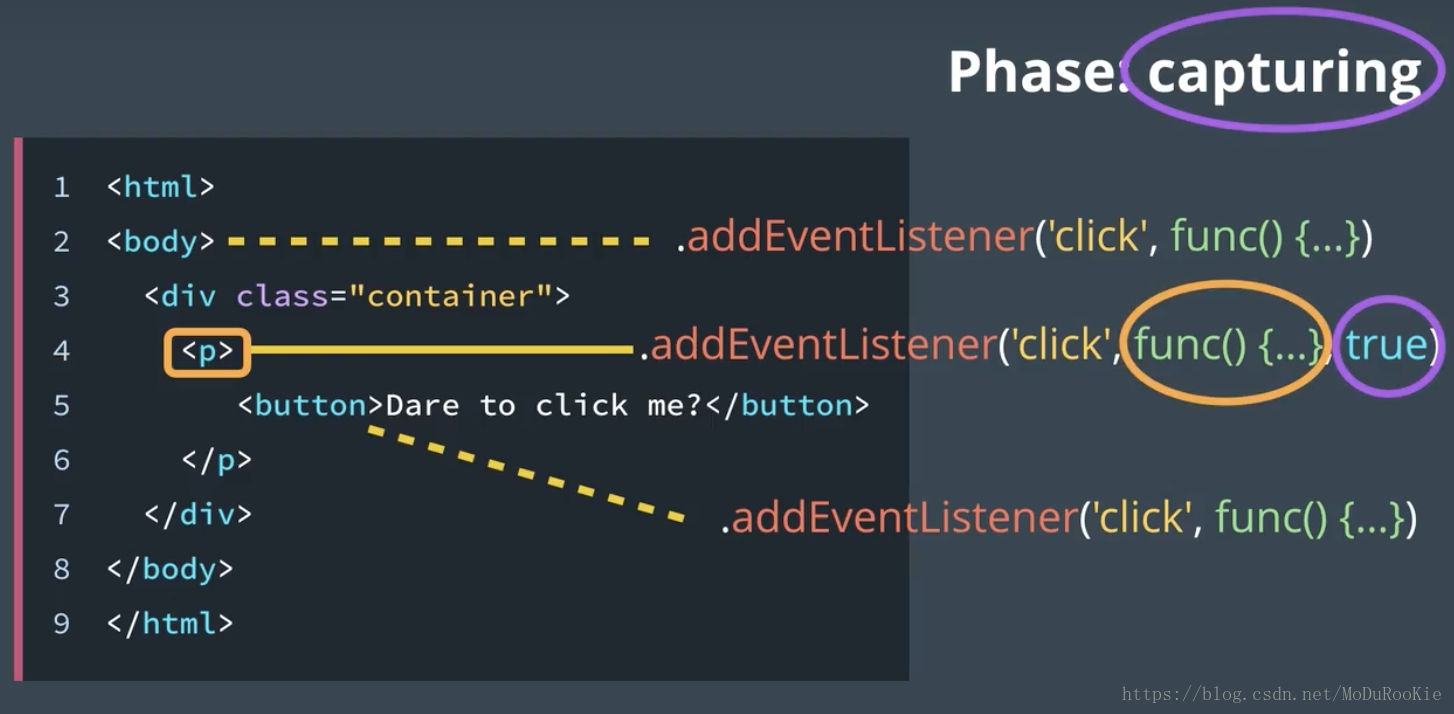 Phase: capturing
1 <html>
2 <body> .addEventListener('click', func() {...})
3 <div class="container">
4 <p> .addEventListener('click', func() {...}, true)
5 <button>Dare to click me?</button>
6 </p>
.addEventListener('click', func() {...})
7 </div>
8 </body>
9 </html>
https://blog.csdn.net/MoDuRooKie